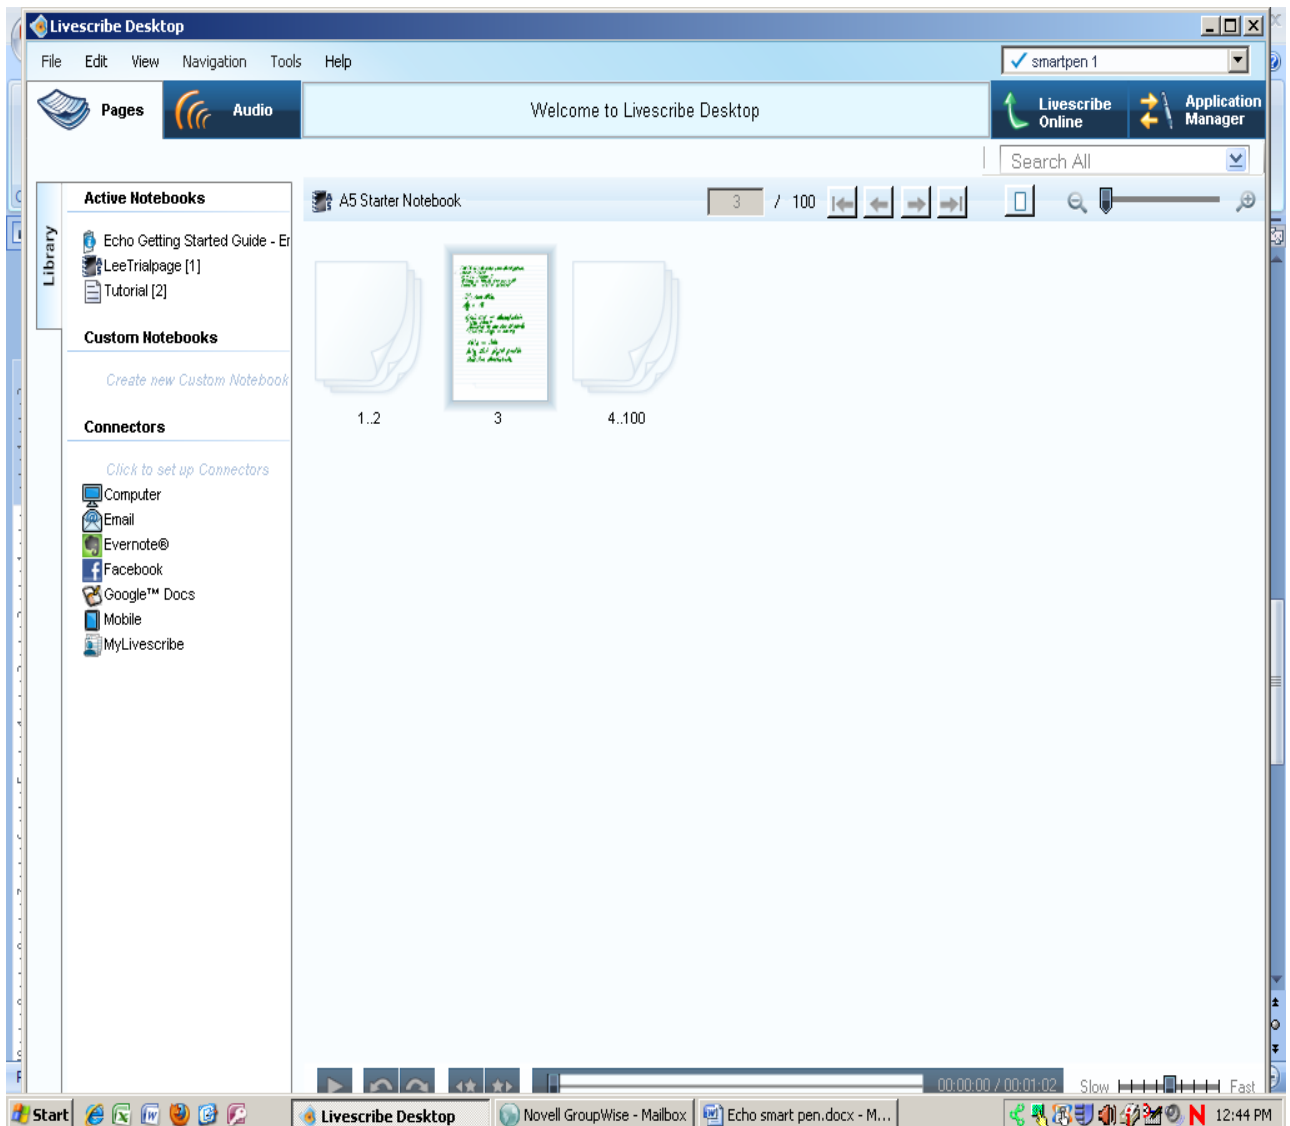 Livescribe Desktop
File Edit View Navigation Tools Help
smartpen 1
Pages
Audio
Welcome to Livescribe Desktop
Livescribe Online
Application Manager
Search All
Library
Active Notebooks
A5 Starter Notebook
3 / 100
Echo Getting Started Guide - Er
LeeTrialpage [1]
Tutorial [2]
Custom Notebooks
Create new Custom Notebook
1..2
3
4..100
Connectors
Click to set up Connectors
Computer
Email
Evernote®
Facebook
Google™ Docs
Mobile
MyLivescribe
00:00:00 / 00:01:02
Slow
Fast
Start
Livescribe Desktop
Novell GroupWise - Mailbox
Echo smart pen.docx - M...
12:44 PM